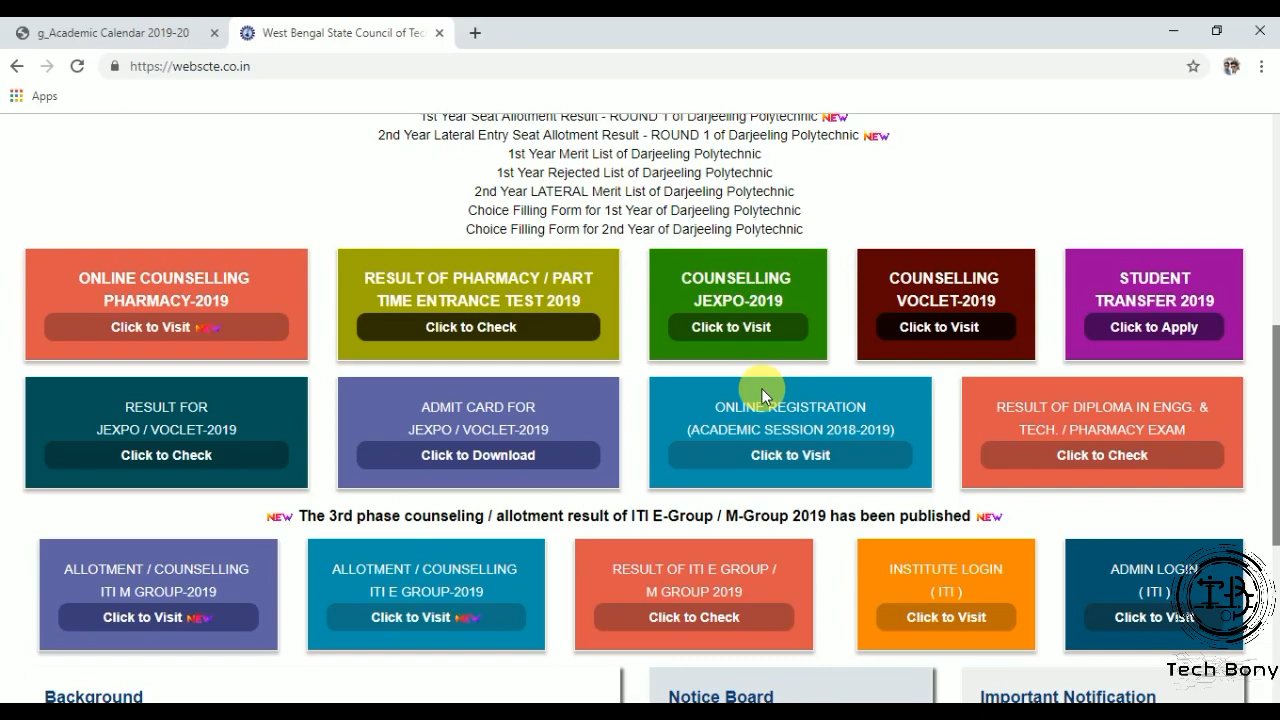 g_Academic Calendar 2019-20
West Bengal State Council of Tec
https://webscte.co.in
Apps
1st Year Seat Allotment Result - ROUND 1 of Darjeeling Polytechnic NEW
2nd Year Lateral Entry Seat Allotment Result - ROUND 1 of Darjeeling Polytechnic NEW
1st Year Merit List of Darjeeling Polytechnic
1st Year Rejected List of Darjeeling Polytechnic
2nd Year LATERAL Merit List of Darjeeling Polytechnic
Choice Filling Form for 1st Year of Darjeeling Polytechnic
Choice Filling Form for 2nd Year of Darjeeling Polytechnic
ONLINE COUNSELLING
PHARMACY-2019
Click to Visit NEW
RESULT OF PHARMACY / PART
TIME ENTRANCE TEST 2019
Click to Check
COUNSELLING
JEXPO-2019
Click to Visit
COUNSELLING
VOCLET-2019
Click to Visit
STUDENT
TRANSFER 2019
Click to Apply
RESULT FOR
JEXPO / VOCLET-2019
Click to Check
ADMIT CARD FOR
JEXPO / VOCLET-2019
Click to Download
ONLINE REGISTRATION
(ACADEMIC SESSION 2018-2019)
Click to Visit
RESULT OF DIPLOMA IN ENGG. &
TECH. / PHARMACY EXAM
Click to Check
NEW The 3rd phase counseling / allotment result of ITI E-Group / M-Group 2019 has been published NEW
ALLOTMENT / COUNSELLING
ITI M GROUP-2019
Click to Visit NEW
ALLOTMENT / COUNSELLING
ITI E GROUP-2019
Click to Visit NEW
RESULT OF ITI E GROUP /
M GROUP 2019
Click to Check
INSTITUTE LOGIN
( ITI )
Click to Visit
ADMIN LOGIN
( ITI )
Click to Visit
Tech Bony
Background
Notice Board
Important Notification